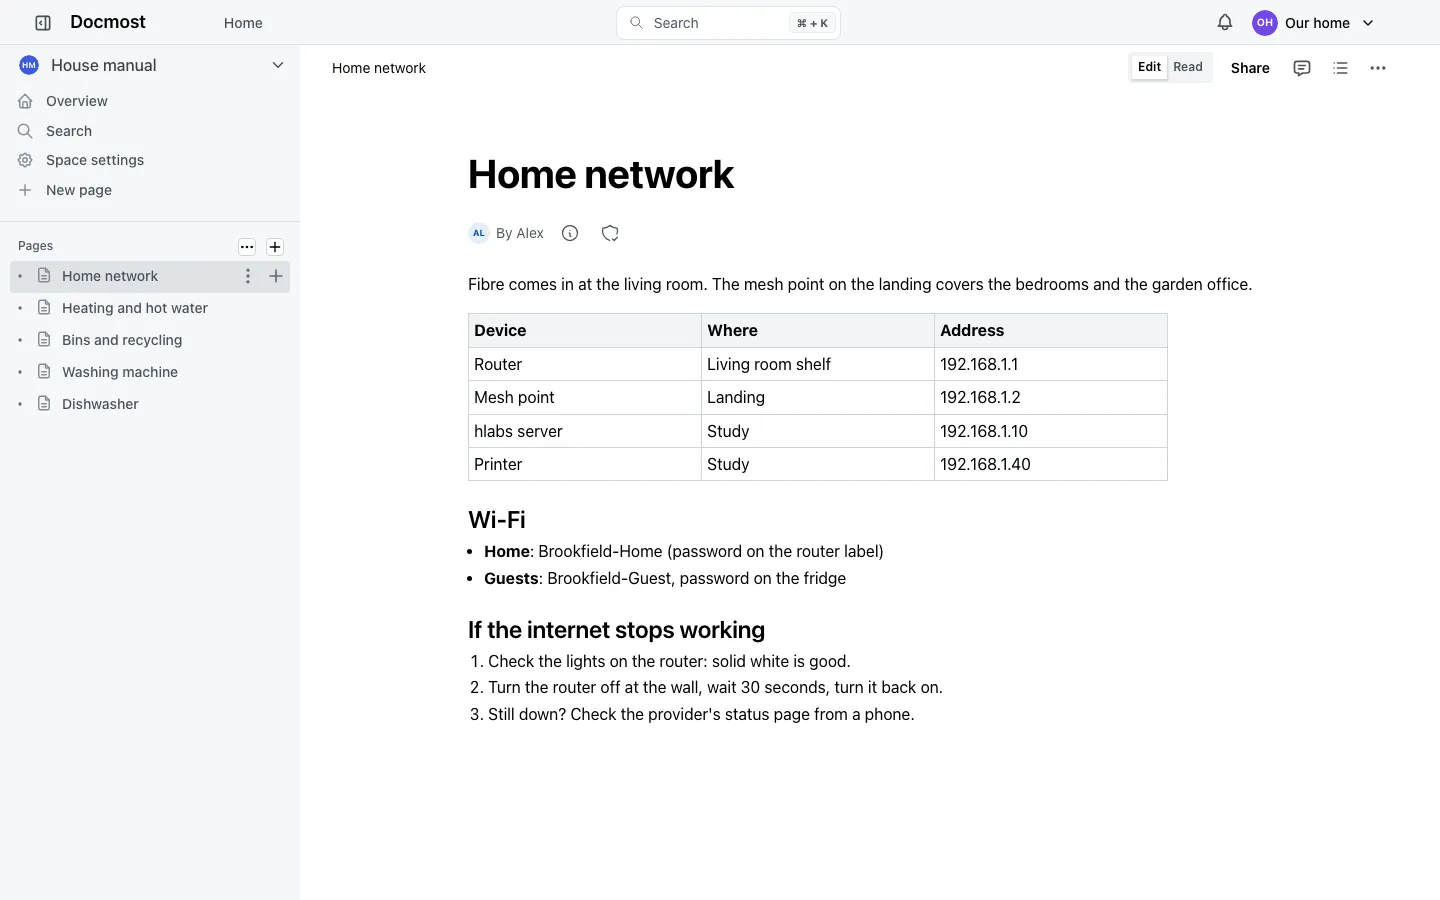 Docmost
Home
Search
⌘ + K
OH
Our home
HM
House manual
Overview
Search
Space settings
New page
Pages
Home network
Heating and hot water
Bins and recycling
Washing machine
Dishwasher
Home network
Edit
Read
Share
Home network
AL
By Alex
Fibre comes in at the living room. The mesh point on the landing covers the bedrooms and the garden office.
Device Where Address
Router Living room shelf 192.168.1.1
Mesh point Landing 192.168.1.2
hlabs server Study 192.168.1.10
Printer Study 192.168.1.40
Wi-Fi
• Home: Brookfield-Home (password on the router label)
• Guests: Brookfield-Guest, password on the fridge
If the internet stops working
1. Check the lights on the router: solid white is good.
2. Turn the router off at the wall, wait 30 seconds, turn it back on.
3. Still down? Check the provider's status page from a phone.